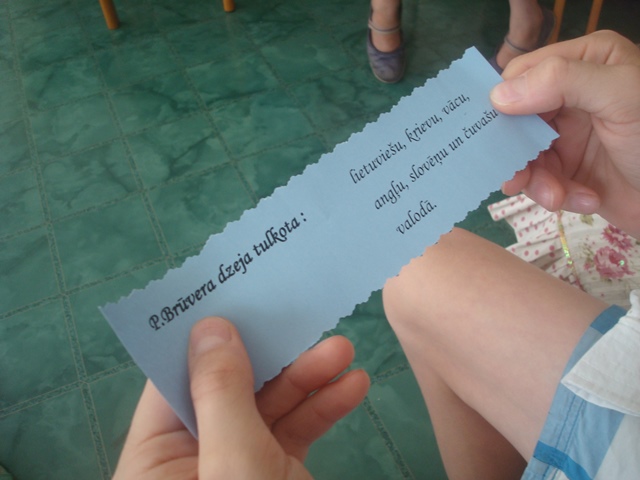 P.Brūvera dzeja tulkota :
lietuviešu, krievu, vācu,
angļu, slovēņu un čuvašu
valodā.